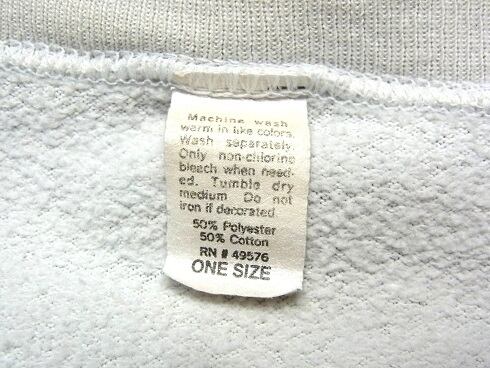 Machine wash
warm in like colors.
Wash separately.
Only non-chlorine
bleach when need-
ed. Tumble dry
medium Do not
iron if decorated
50% Polyester
50% Cotton
RN # 49576
ONE SIZE